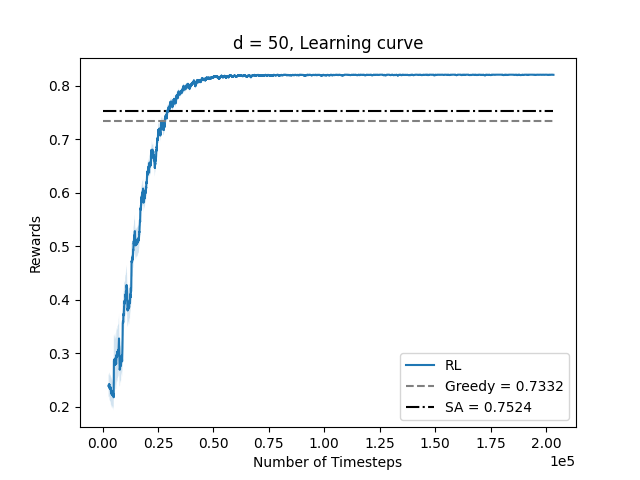 d = 50, Learning curve
Rewards
0.8
0.7
0.6
0.5
0.4
0.3
0.2
RL
Greedy = 0.7332
SA = 0.7524
0.00 0.25 0.50 0.75 1.00 1.25 1.50 1.75 2.00
1e5
Number of Timesteps